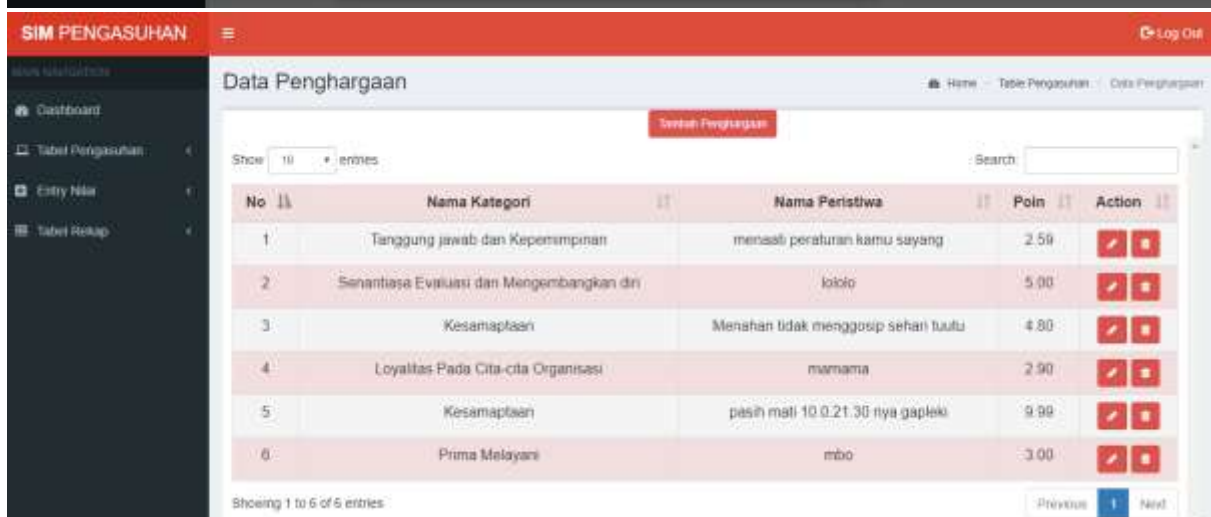 SIM PENGASUHAN
Log Out
MAIN NAVIGATION
Data Penghargaan
Home Table Pengasuhan Data Penghargaan
Dashboard
Tambah Penghargaan
Tabel Pengasuhan
Show 10 entries Search:
Entry Nilai
No Nama Kategori Nama Peristiwa Poin Action
Tabel Rekap
1 Tanggung jawab dan Kepemimpinan menaati peraturan kamu sayang 2.59
2 Senantiasa Evaluasi dan Mengembangkan diri lololo 5.00
3 Kesamaptaan Menahan tidak menggosip sehari tuutu 4.80
4 Loyalitas Pada Cita-cita Organisasi mamama 2.90
5 Kesamaptaan pasih mati 10.0.21.30 nya gapleki 9.99
6 Prima Melayani mbo 3.00
Showing 1 to 6 of 6 entries
Previous 1 Next